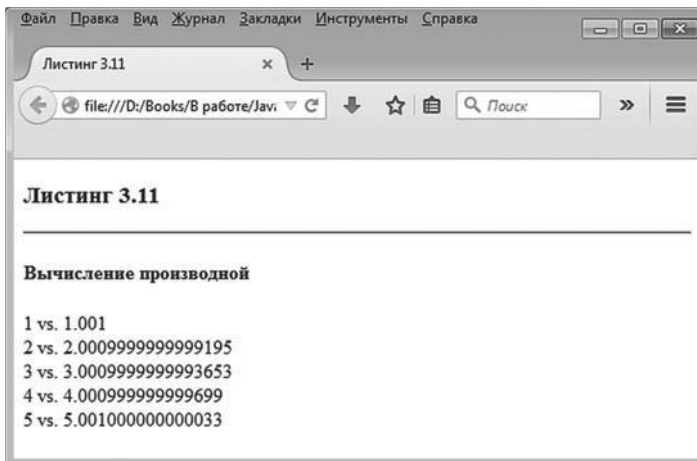 Файл Правка Вид Журнал Закладки Инструменты Справка
Листинг 3.11
file:///D:/Books/В работе/Java
Поиск
Листинг 3.11
Вычисление производной
1 vs. 1.001
2 vs. 2.0009999999999195
3 vs. 3.0009999999993653
4 vs. 4.000999999999699
5 vs. 5.001000000000033